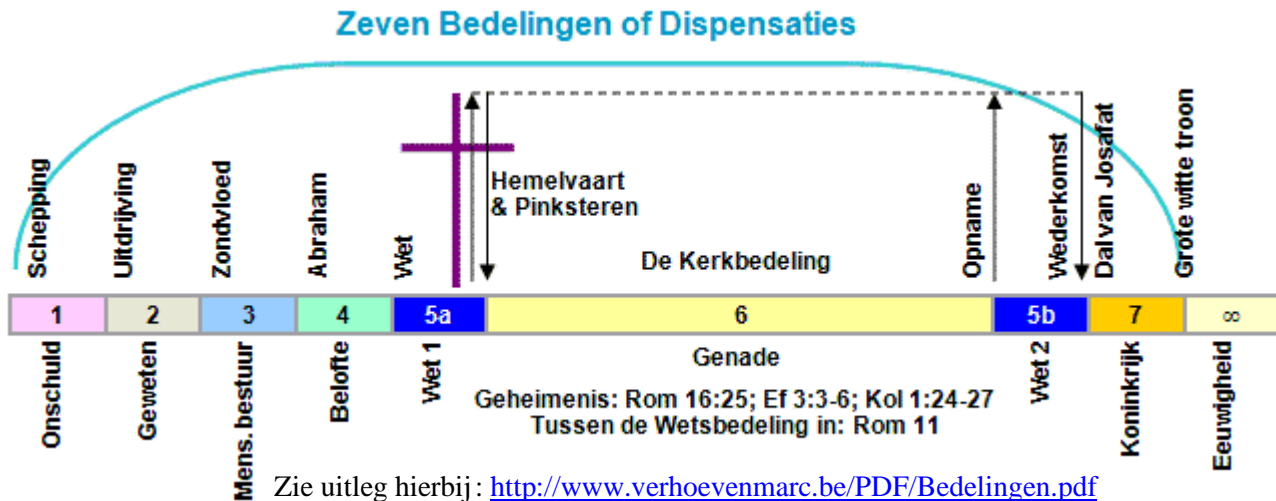 Zeven Bedelingen of Dispensaties
Schepping
Uitdrijving
Zondvloed
Abraham
Wet
Hemelvaart
& Pinksteren
De Kerkbedeling
Opname
Wederkomst
Dal van Josafat
Grote witte troon
1
2
3
4
5a
6
5b
7
∞
Onschuld
Geweten
Mens. bestuur
Belofte
Wet 1
Genade
Geheimenis: Rom 16:25; Ef 3:3-6; Kol 1:24-27
Tussen de Wetsbedeling in: Rom 11
Wet 2
Koninkrijk
Eeuwigheid
Zie uitleg hierbij: http://www.verhoevenmarc.be/PDF/Bedelingen.pdf